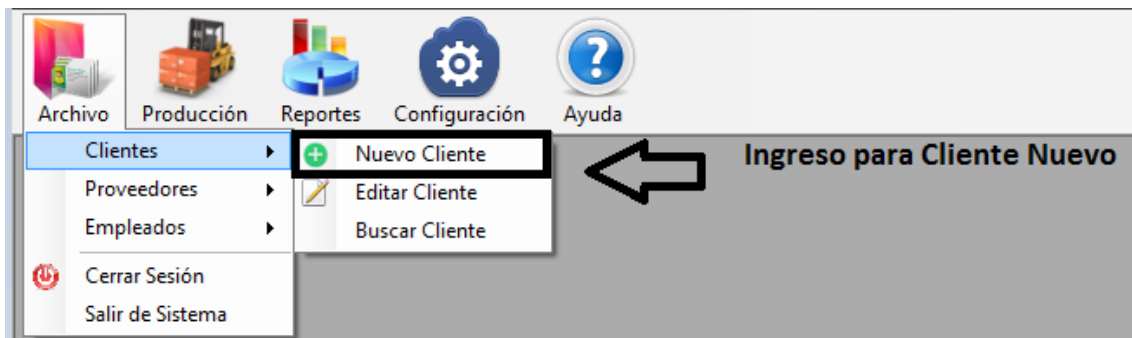 Archivo
Producción
Reportes
Configuración
Ayuda
Clientes
Proveedores
Empleados
Cerrar Sesión
Salir de Sistema
Nuevo Cliente
Editar Cliente
Buscar Cliente
Ingreso para Cliente Nuevo